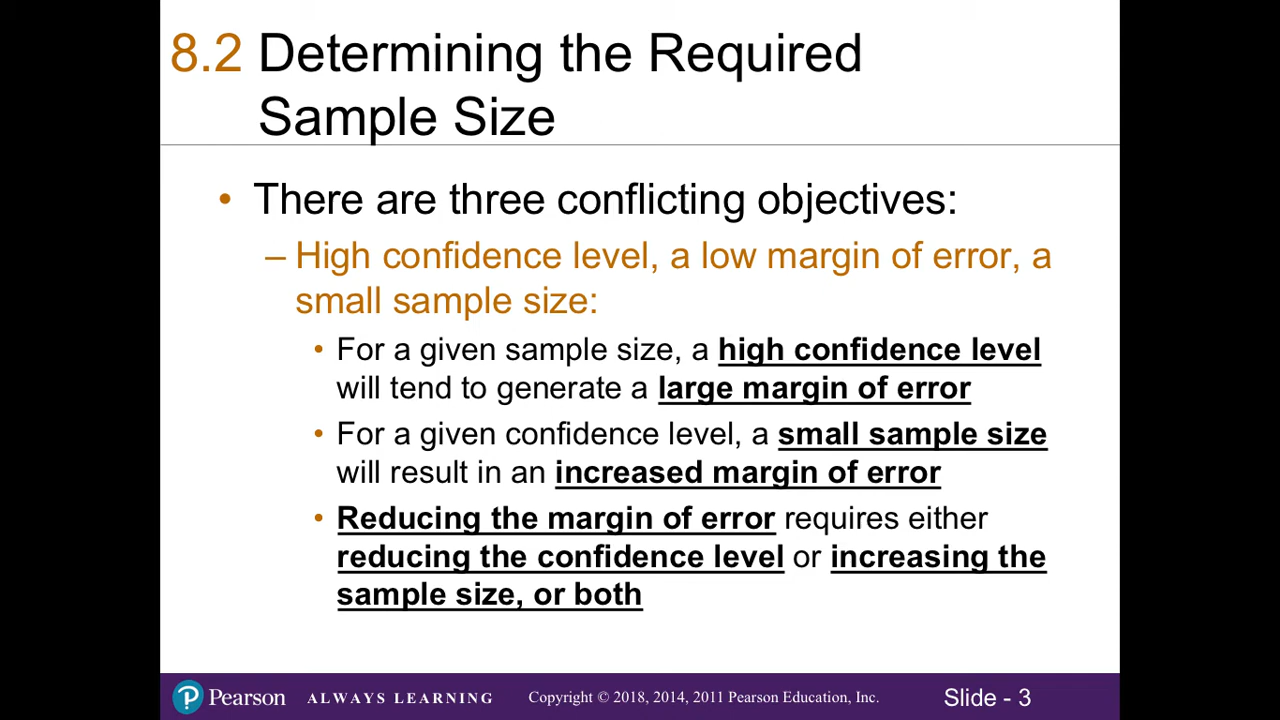 8.2 Determining the Required
Sample Size
• There are three conflicting objectives:
– High confidence level, a low margin of error, a
small sample size:
• For a given sample size, a high confidence level
will tend to generate a large margin of error
• For a given confidence level, a small sample size
will result in an increased margin of error
• Reducing the margin of error requires either
reducing the confidence level or increasing the
sample size, or both
Pearson ALWAYS LEARNING Copyright © 2018, 2014, 2011 Pearson Education, Inc. Slide - 3